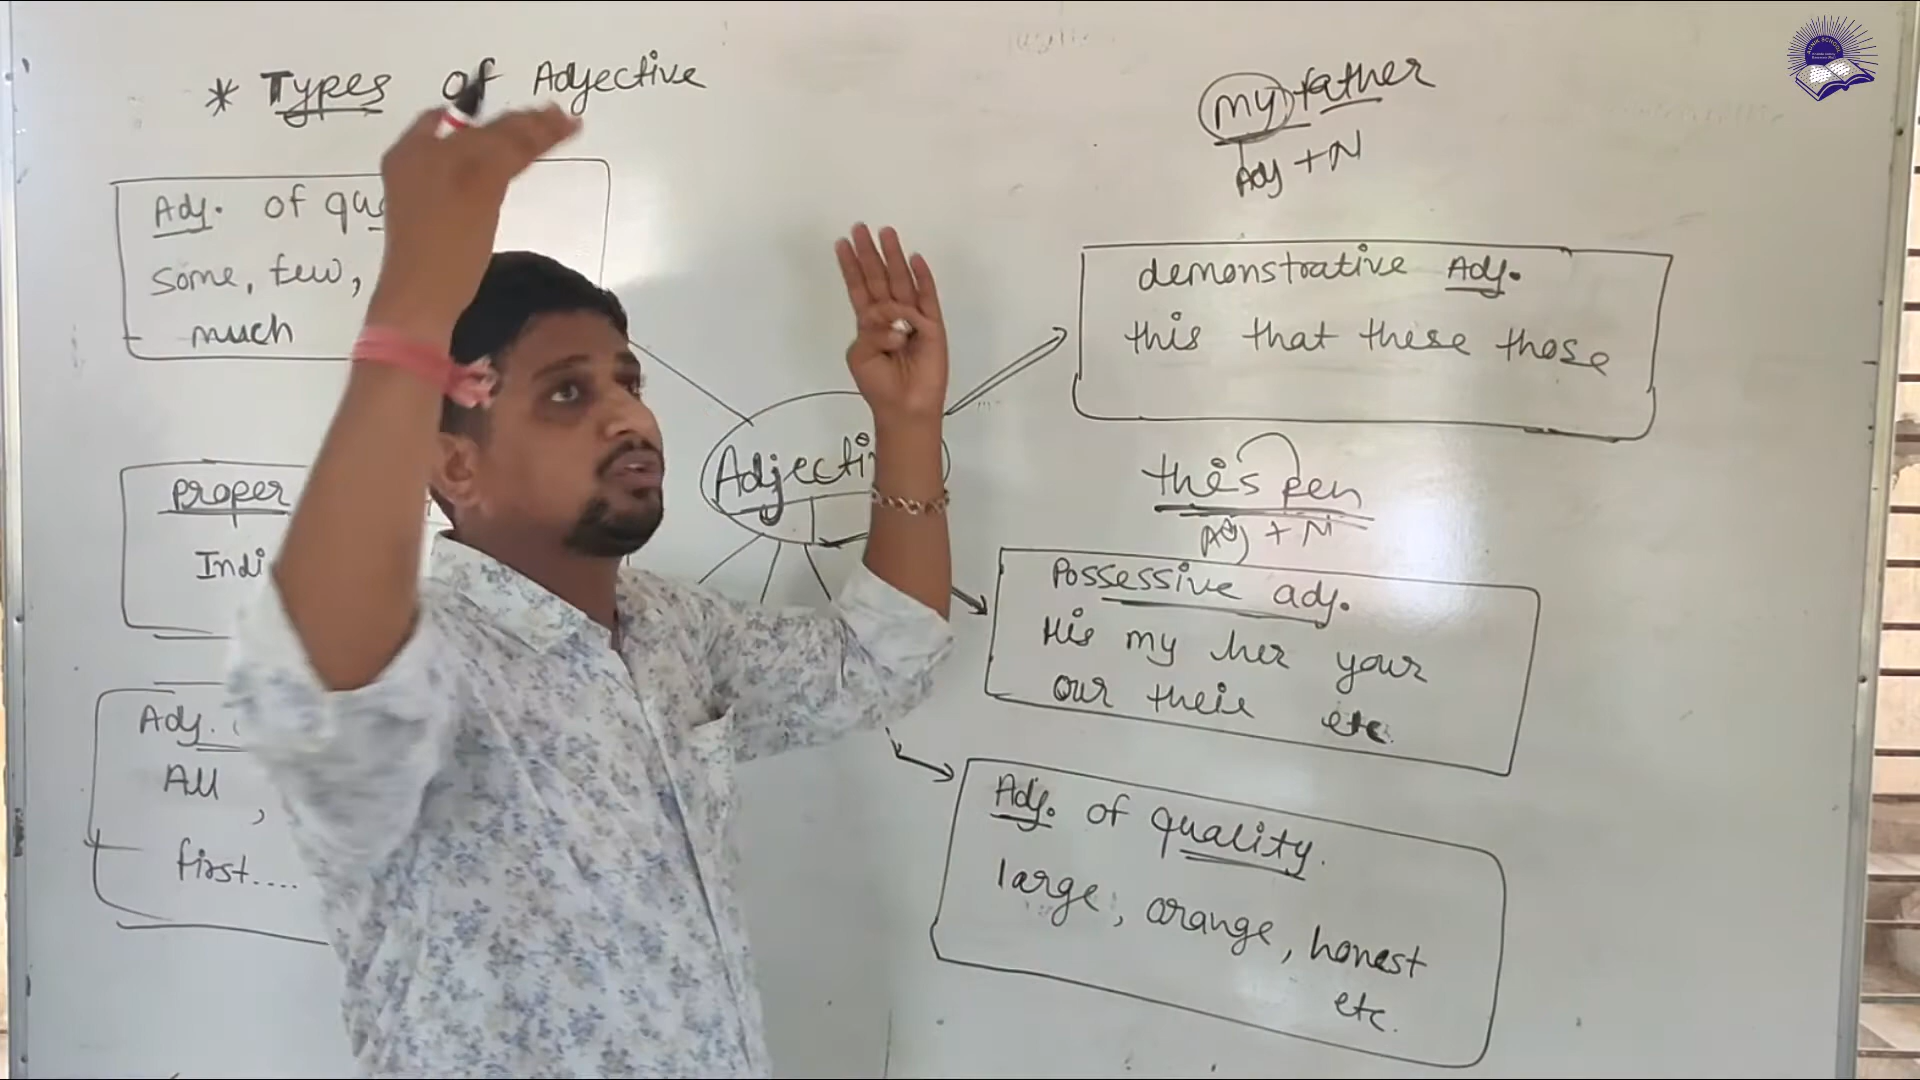 * Types of Adjective
Adj. of
some, few,
much
proper
Adj.
All ,
first....
Adjecti
my father
Adj + N
demonstrative Adj.
this that these those
this pen
Adj + N
Possessive adj.
His my her your
our their etc.
Adj. of quality.
large, orange, honest
etc.